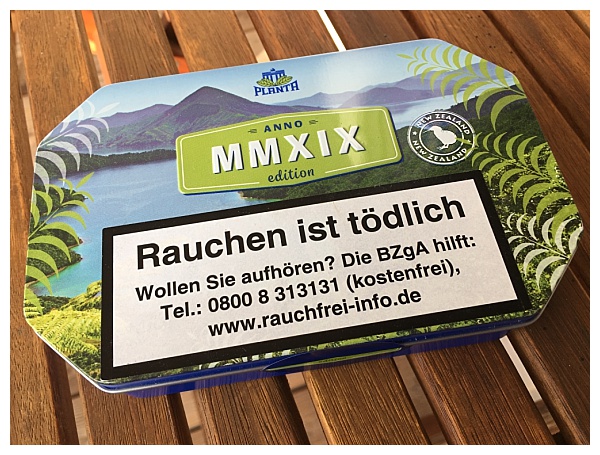 PLANTA
ANNO
MMXIX
edition
NEW ZEALAND
NEW ZEALAND
Rauchen ist tödlich
Wollen Sie aufhören? Die BZgA hilft:
Tel.: 0800 8 313131 (kostenfrei),
www.rauchfrei-info.de